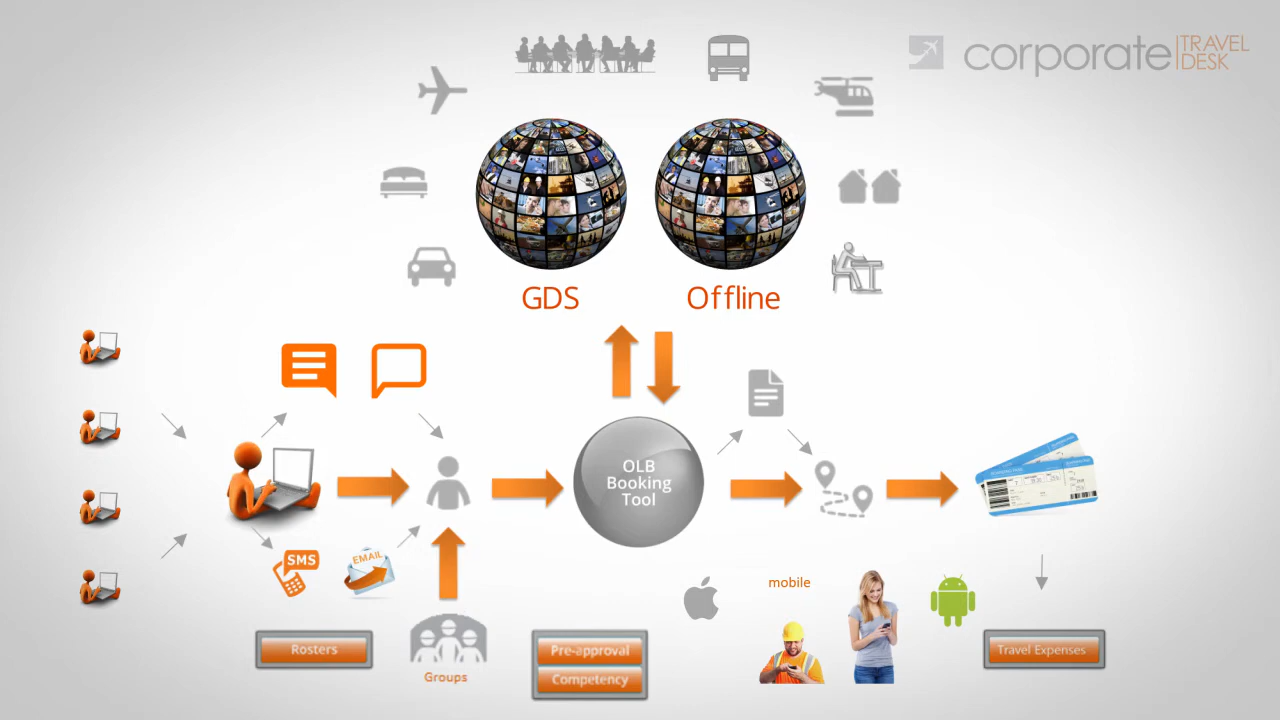 corporate TRAVEL DESK
GDS
Offline
OLB
Booking
Tool
SMS
EMAIL
mobile
Rosters
Groups
Pre-approval
Competency
Travel Expenses